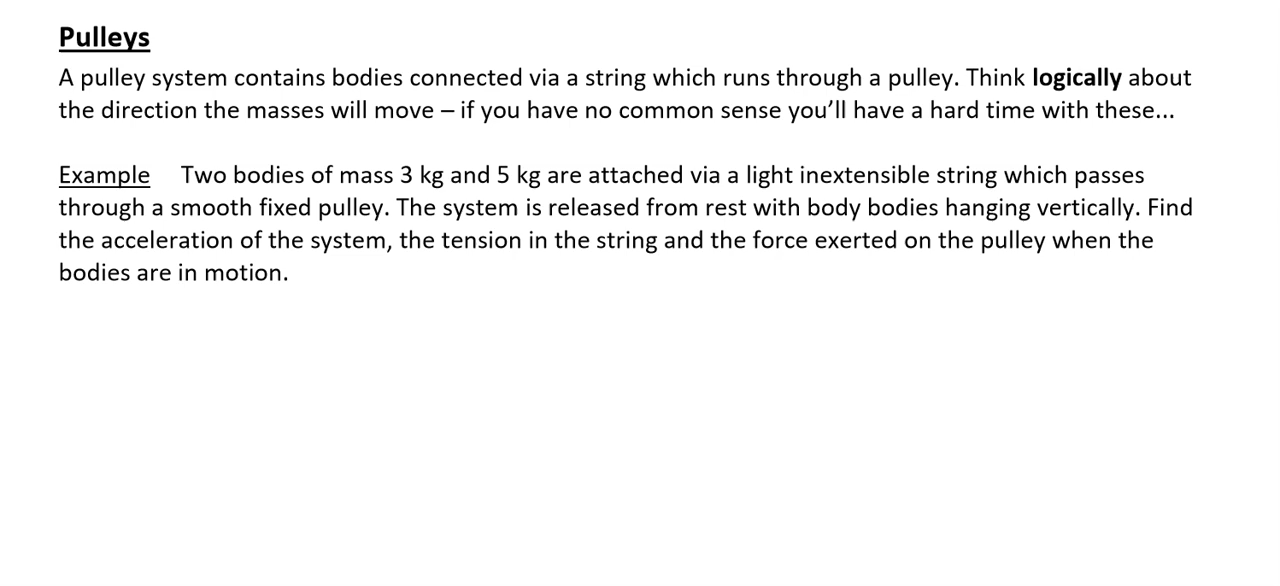 Pulleys
A pulley system contains bodies connected via a string which runs through a pulley. Think logically about
the direction the masses will move – if you have no common sense you’ll have a hard time with these...
Example Two bodies of mass 3 kg and 5 kg are attached via a light inextensible string which passes
through a smooth fixed pulley. The system is released from rest with body bodies hanging vertically. Find
the acceleration of the system, the tension in the string and the force exerted on the pulley when the
bodies are in motion.